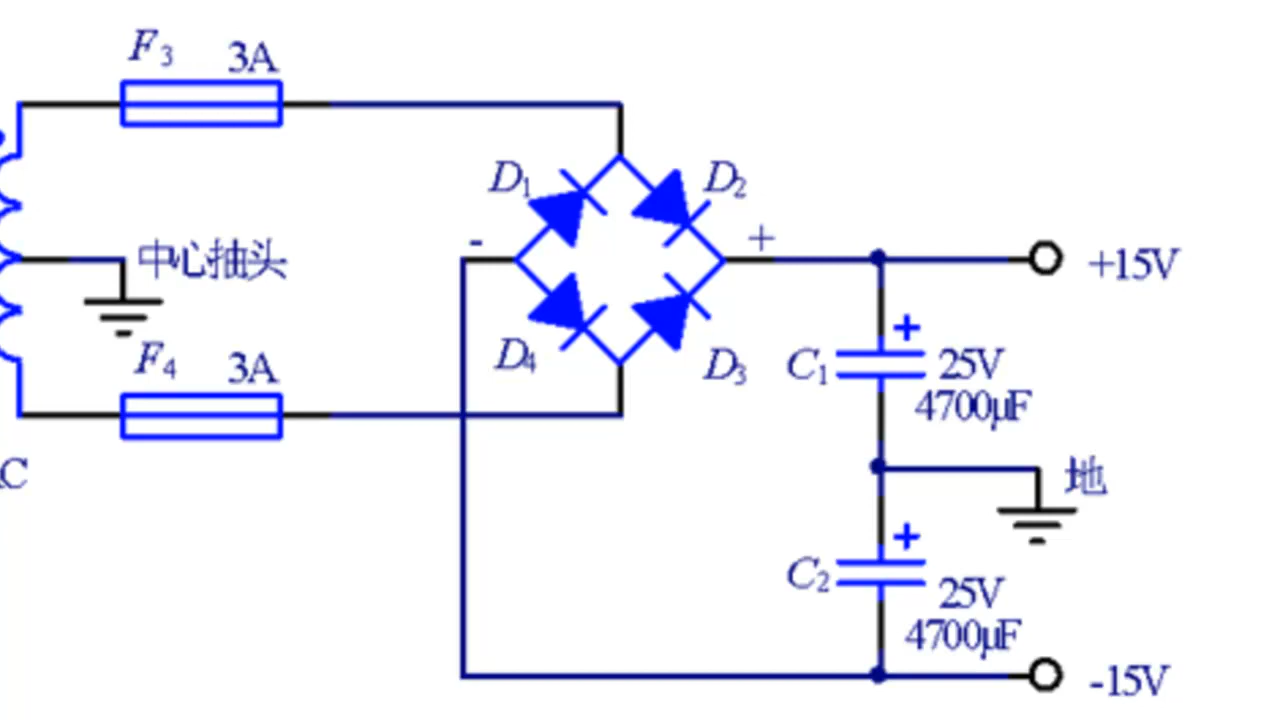 F3 3A
D1 D2
- +
中心抽头
+15V
+
F4 3A
D4 D3
C1 25V
4700μF
C
地
+
C2 25V
4700μF
-15V